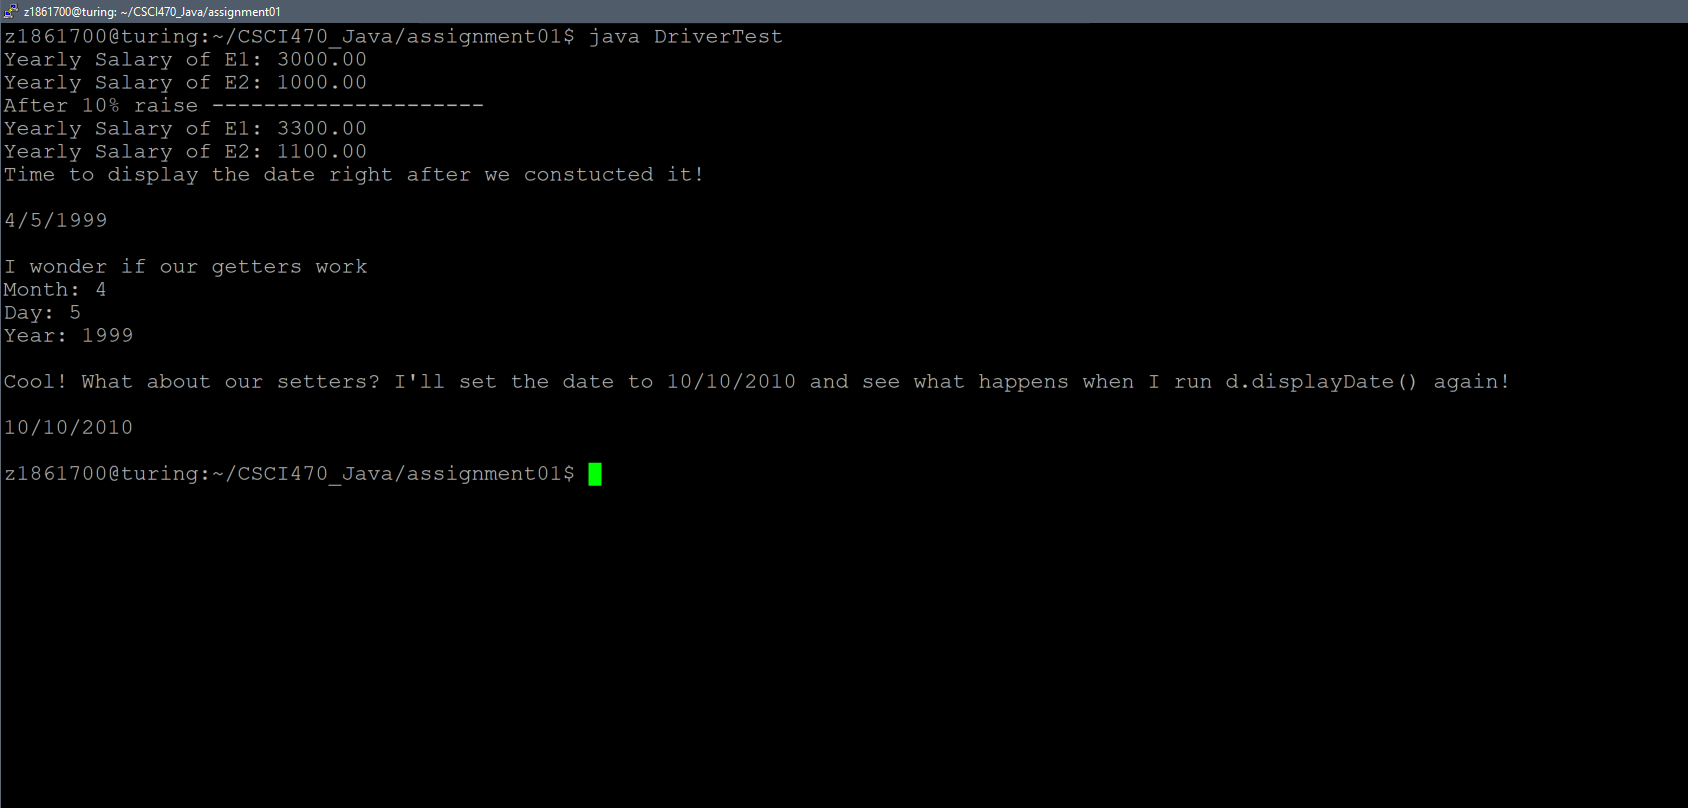 z1861700@turing: ~/CSCI470_Java/assignment01
z1861700@turing:~/CSCI470_Java/assignment01$ java DriverTest
Yearly Salary of E1: 3000.00
Yearly Salary of E2: 1000.00
After 10% raise ---------------------
Yearly Salary of E1: 3300.00
Yearly Salary of E2: 1100.00
Time to display the date right after we constucted it!
4/5/1999
I wonder if our getters work
Month: 4
Day: 5
Year: 1999
Cool! What about our setters? I'll set the date to 10/10/2010 and see what happens when I run d.displayDate() again!
10/10/2010
z1861700@turing:~/CSCI470_Java/assignment01$